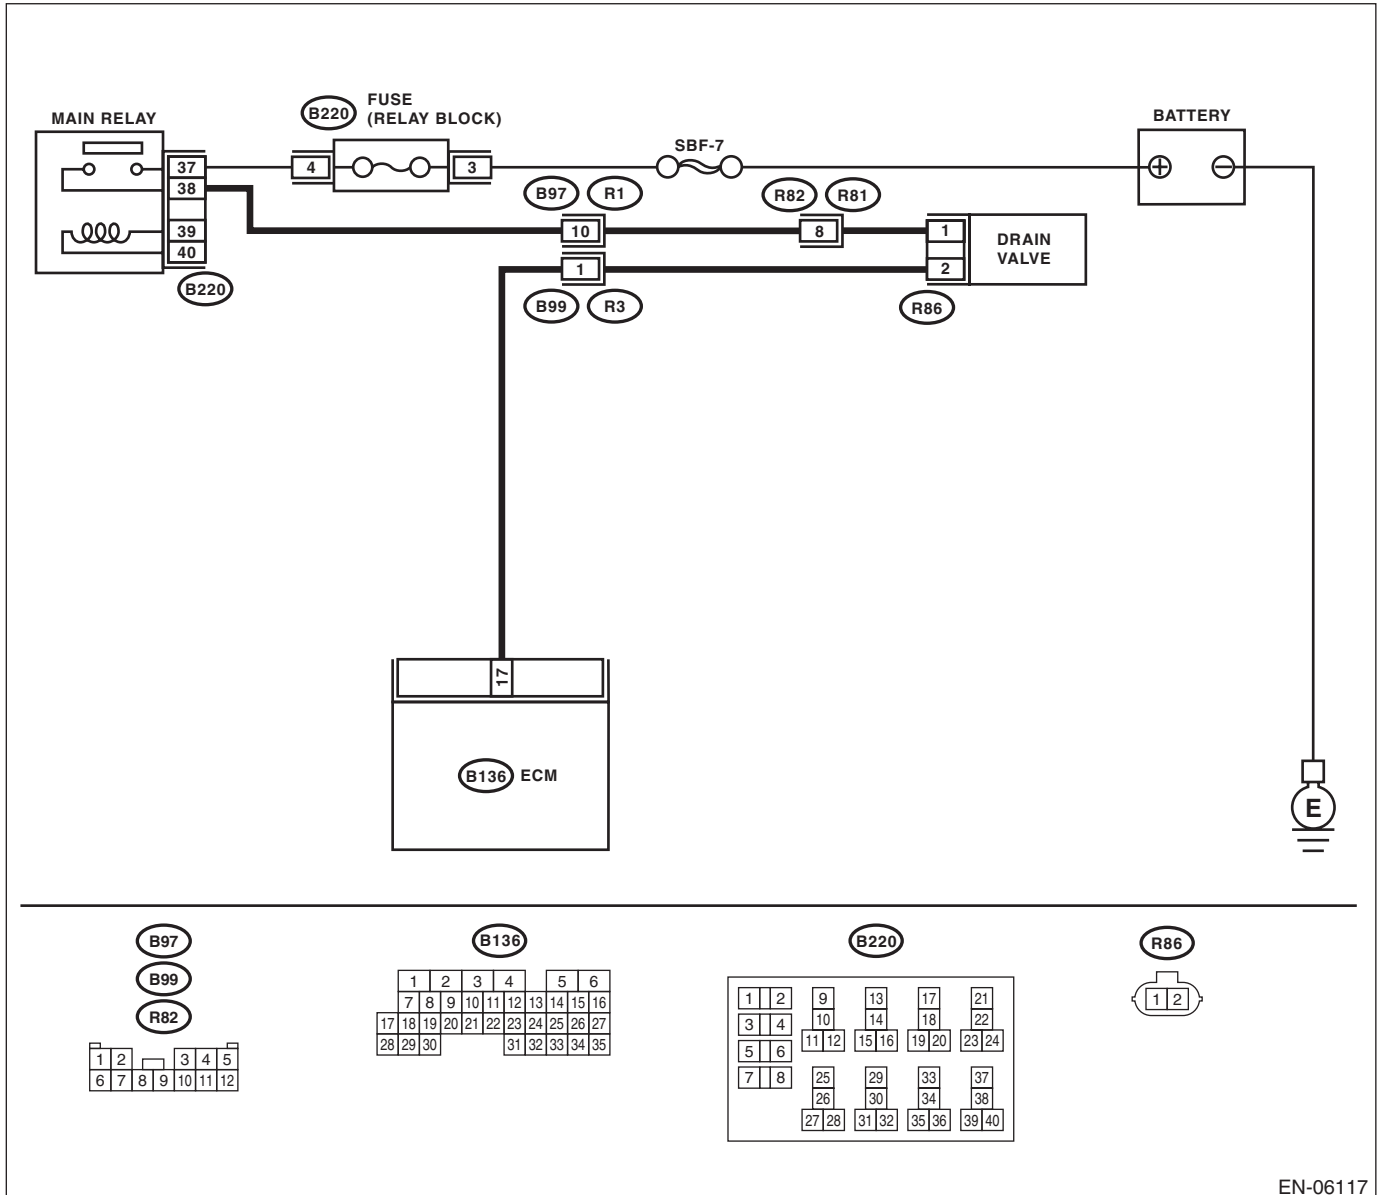 B220 FUSE
(RELAY BLOCK)
MAIN RELAY
BATTERY
SBF-7
37 4 3
38
39
40
B220
B97 R1 R82 R81
10 8 1
DRAIN
VALVE
1 2
B99 R3 R86
17
B136 ECM
E
B97
B99
R82
1 2 3 4 5
6 7 8 9 10 11 12
B136
1 2 3 4 5 6
7 8 9 10 11 12 13 14 15 16
17 18 19 20 21 22 23 24 25 26 27
28 29 30 31 32 33 34 35
B220
1 2 9 13 17 21
3 4 10 14 18 22
11 12 15 16 19 20 23 24
5 6
7 8 25 29 33 37
26 30 34 38
27 28 31 32 35 36 39 40
R86
1 2
EN-06117